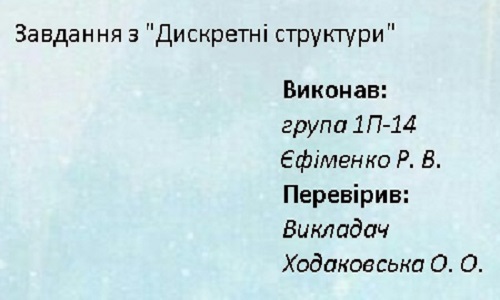 Завдання з "Дискретні структури"
Виконав:
група 1П-14
Єфіменко Р. В.
Перевірив:
Викладач
Ходаковська О. О.